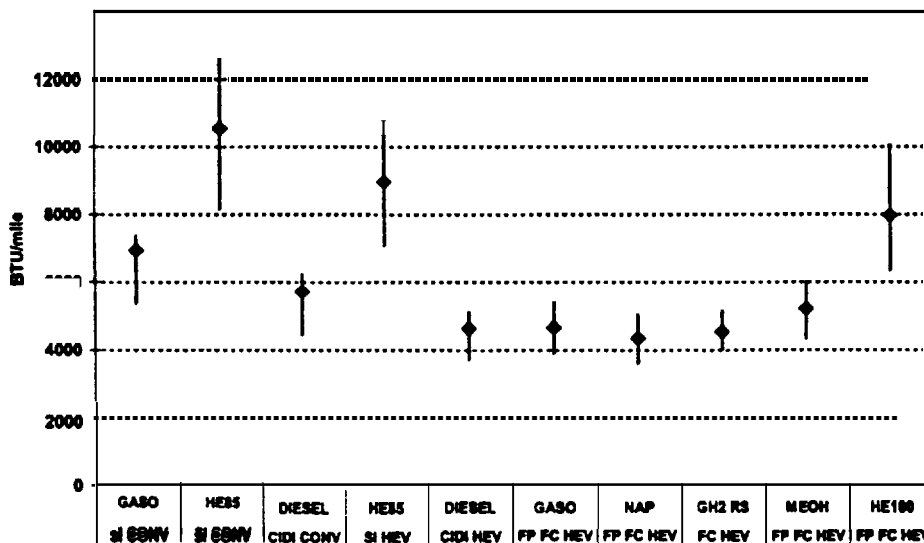 12000
10000
8000
4000
2000
0
BTU/mile
GASO SI CONV
HE85 SI CONV
DIESEL CIDI CONV
HE85 SI HEV
DIESEL CIDI HEV
GASO FP FC HEV
NAP FP FC HEV
GH2 RS FC HEV
MEOH FP FC HEV
HE100 FP FC HEV